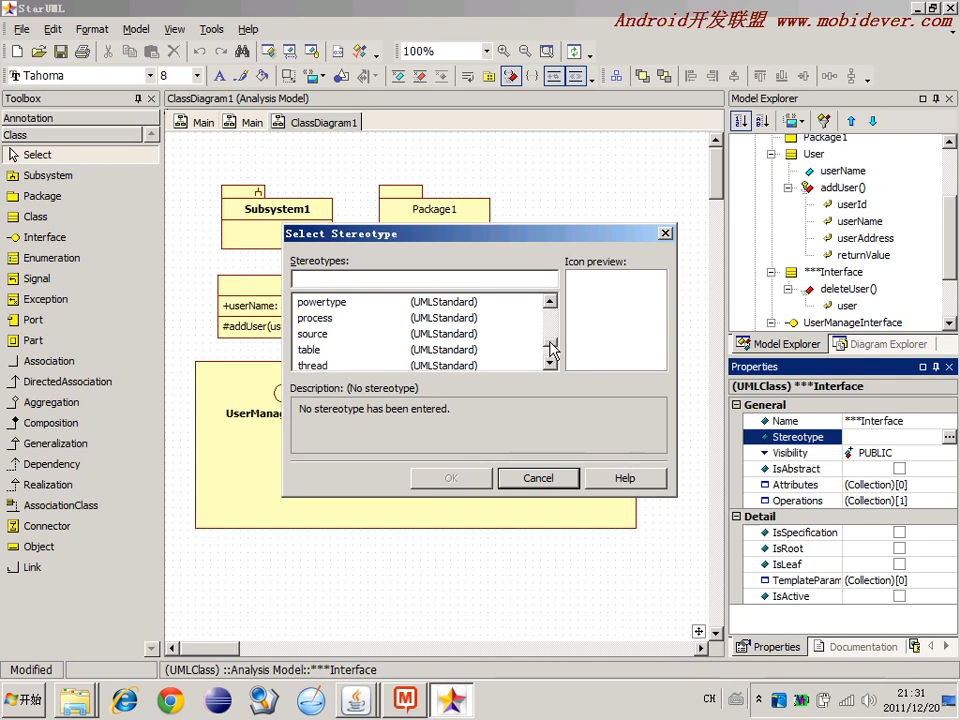 StarUML
Android开发联盟 www.mobidever.com
File Edit Format Model View Tools Help
100%
Tahoma 8
Toolbox
ClassDiagram1 (Analysis Model)
Model Explorer
Annotation
Class
Main Main ClassDiagram1
Select
Subsystem
Package
Class
Interface
Enumeration
Signal
Exception
Port
Part
Association
DirectedAssociation
Aggregation
Composition
Generalization
Dependency
Realization
AssociationClass
Connector
Object
Link
Subsystem1
Package1
+userName:
#addUser(us
UserManag
Select Stereotype
Stereotypes:
Icon preview:
powertype (UMLStandard)
process (UMLStandard)
source (UMLStandard)
table (UMLStandard)
thread (UMLStandard)
Description: (No stereotype)
No stereotype has been entered.
OK Cancel Help
Package1
User
userName
addUser()
userId
userName
userAddress
returnValue
***Interface
deleteUser()
user
UserManageInterface
Model Explorer Diagram Explorer
Properties
(UMLClass) ***Interface
General
Name ***Interface
Stereotype
Visibility PUBLIC
IsAbstract
Attributes (Collection)[0]
Operations (Collection)[1]
Detail
IsSpecification
IsRoot
IsLeaf
TemplateParam (Collection)[0]
IsActive
Properties Documentation
Modified
(UMLClass) ::Analysis Model::***Interface
开始
CH
21:31
2011/12/20